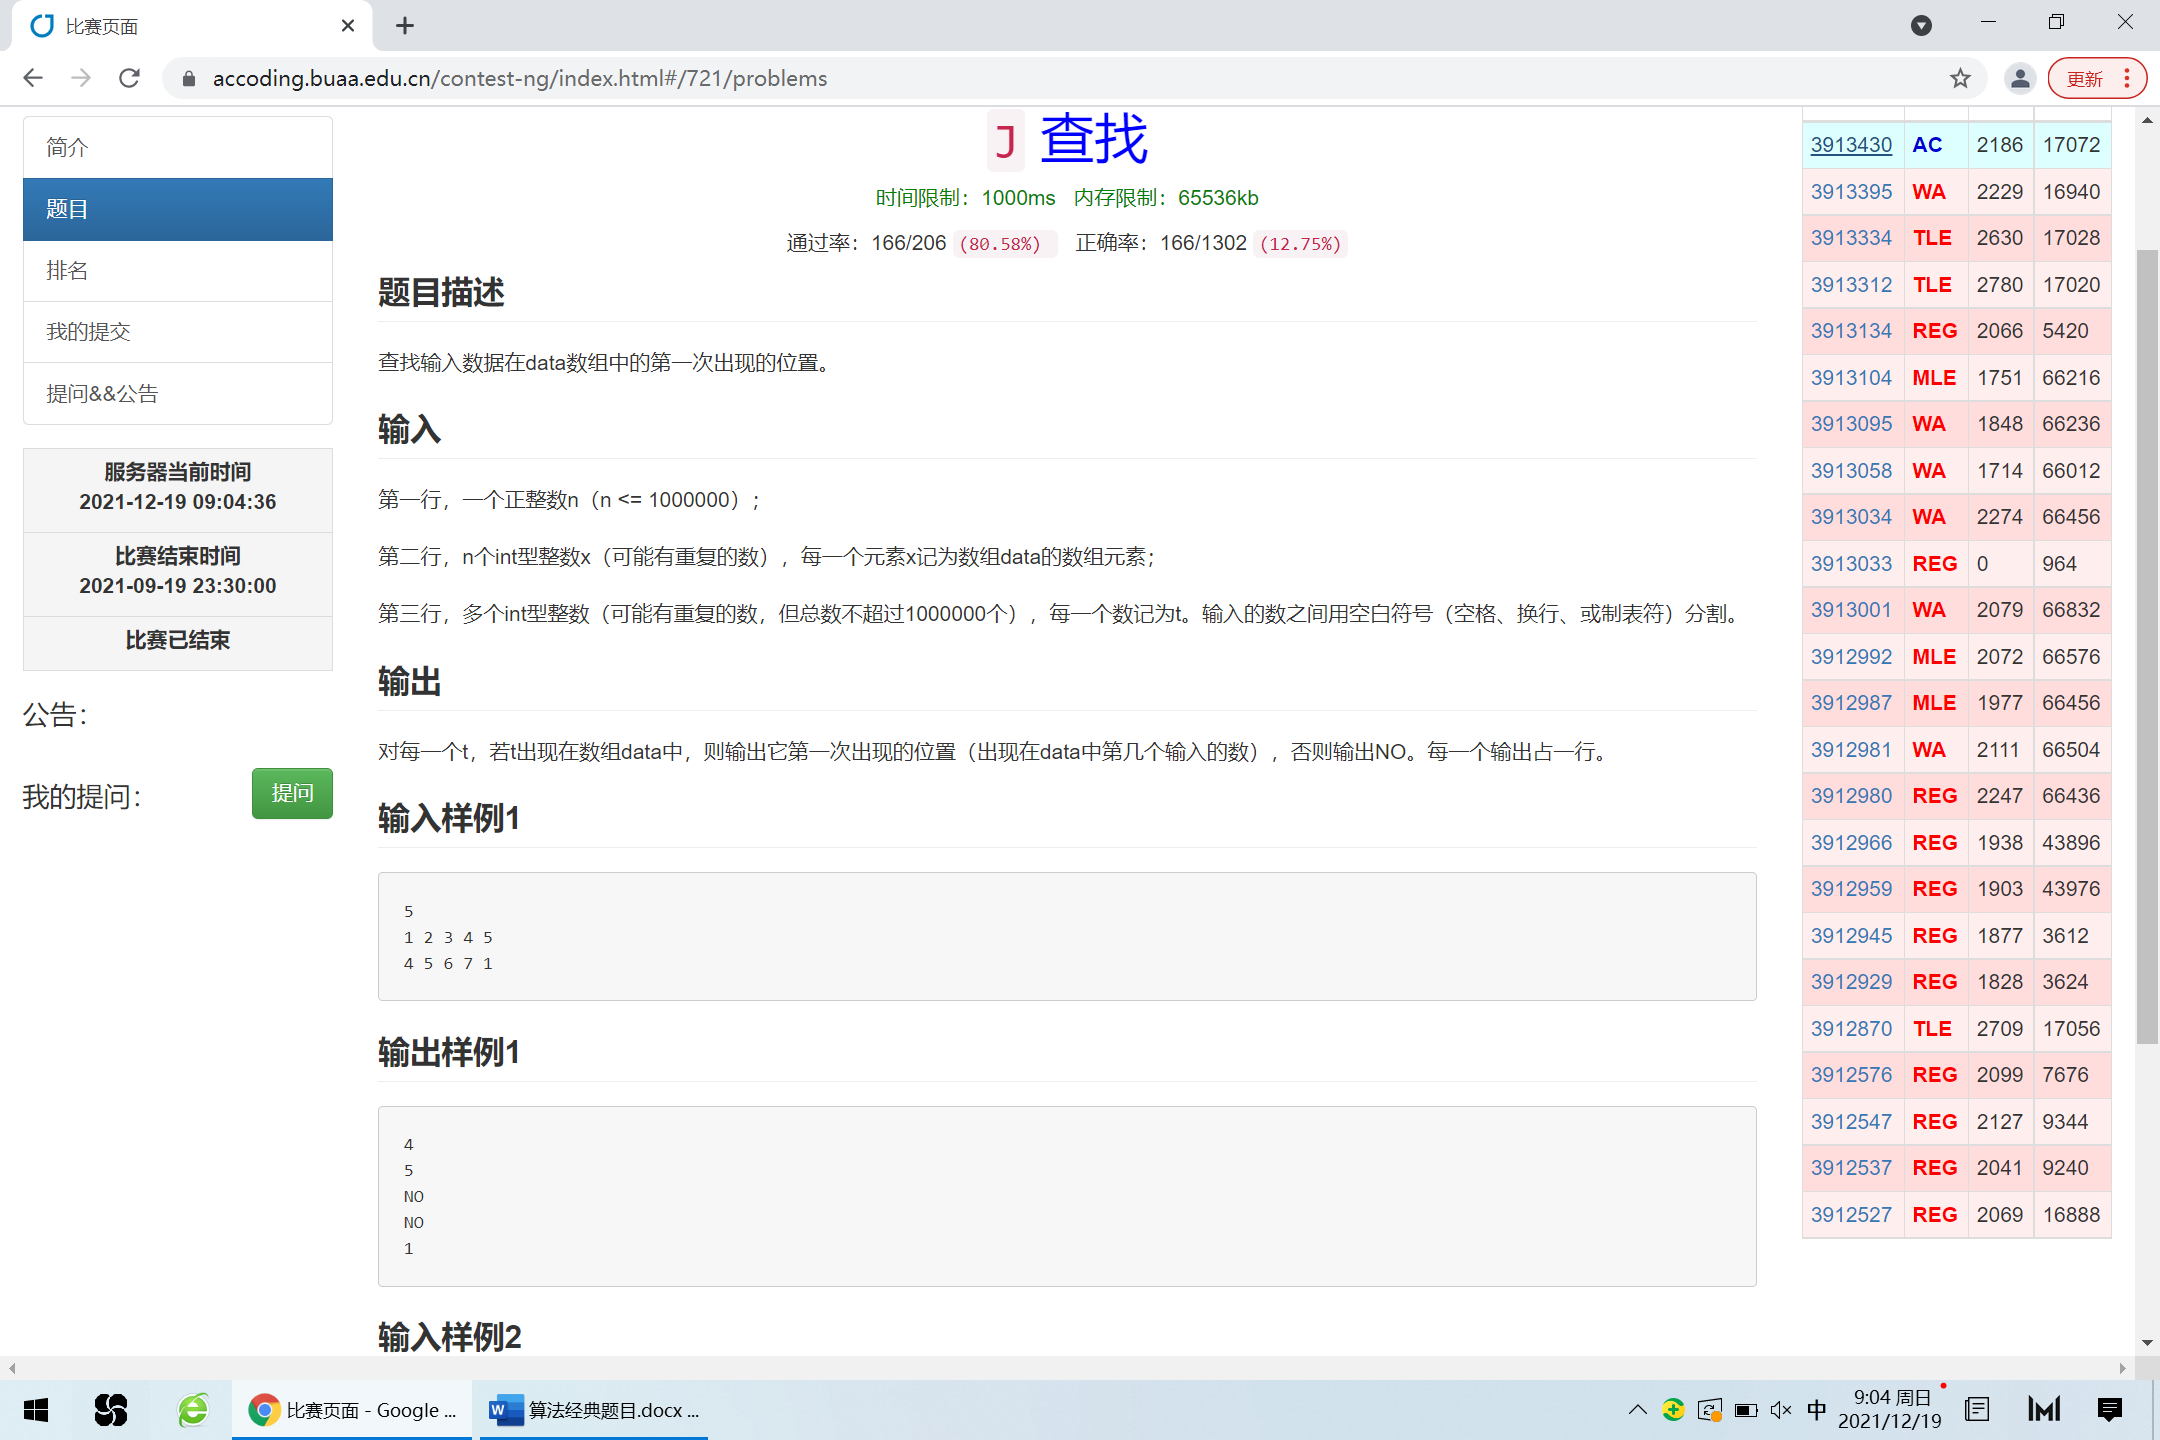 比赛页面
accoding.buaa.edu.cn/contest-ng/index.html#/721/problems
更新
简介
题目
排名
我的提交
提问&&公告
服务器当前时间
2021-12-19 09:04:36
比赛结束时间
2021-09-19 23:30:00
比赛已结束
公告：
我的提问：
提问
J 查找
时间限制：1000ms 内存限制：65536kb
通过率：166/206 (80.58%) 正确率：166/1302 (12.75%)
题目描述
查找输入数据在data数组中的第一次出现的位置。
输入
第一行，一个正整数n（n <= 1000000）；
第二行，n个int型整数x（可能有重复的数），每一个元素x记为数组data的数组元素；
第三行，多个int型整数（可能有重复的数，但总数不超过1000000个），每一个数记为t。输入的数之间用空白符号（空格、换行、或制表符）分割。
输出
对每一个t，若t出现在数组data中，则输出它第一次出现的位置（出现在data中第几个输入的数），否则输出NO。每一个输出占一行。
输入样例1
5
1 2 3 4 5
4 5 6 7 1
输出样例1
4
5
NO
NO
1
输入样例2
3913430 AC 2186 17072
3913395 WA 2229 16940
3913334 TLE 2630 17028
3913312 TLE 2780 17020
3913134 REG 2066 5420
3913104 MLE 1751 66216
3913095 WA 1848 66236
3913058 WA 1714 66012
3913034 WA 2274 66456
3913033 REG 0 964
3913001 WA 2079 66832
3912992 MLE 2072 66576
3912987 MLE 1977 66456
3912981 WA 2111 66504
3912980 REG 2247 66436
3912966 REG 1938 43896
3912959 REG 1903 43976
3912945 REG 1877 3612
3912929 REG 1828 3624
3912870 TLE 2709 17056
3912576 REG 2099 7676
3912547 REG 2127 9344
3912537 REG 2041 9240
3912527 REG 2069 16888
比赛页面 - Google ...
算法经典题目.docx ...
中
9:04 周日
2021/12/19